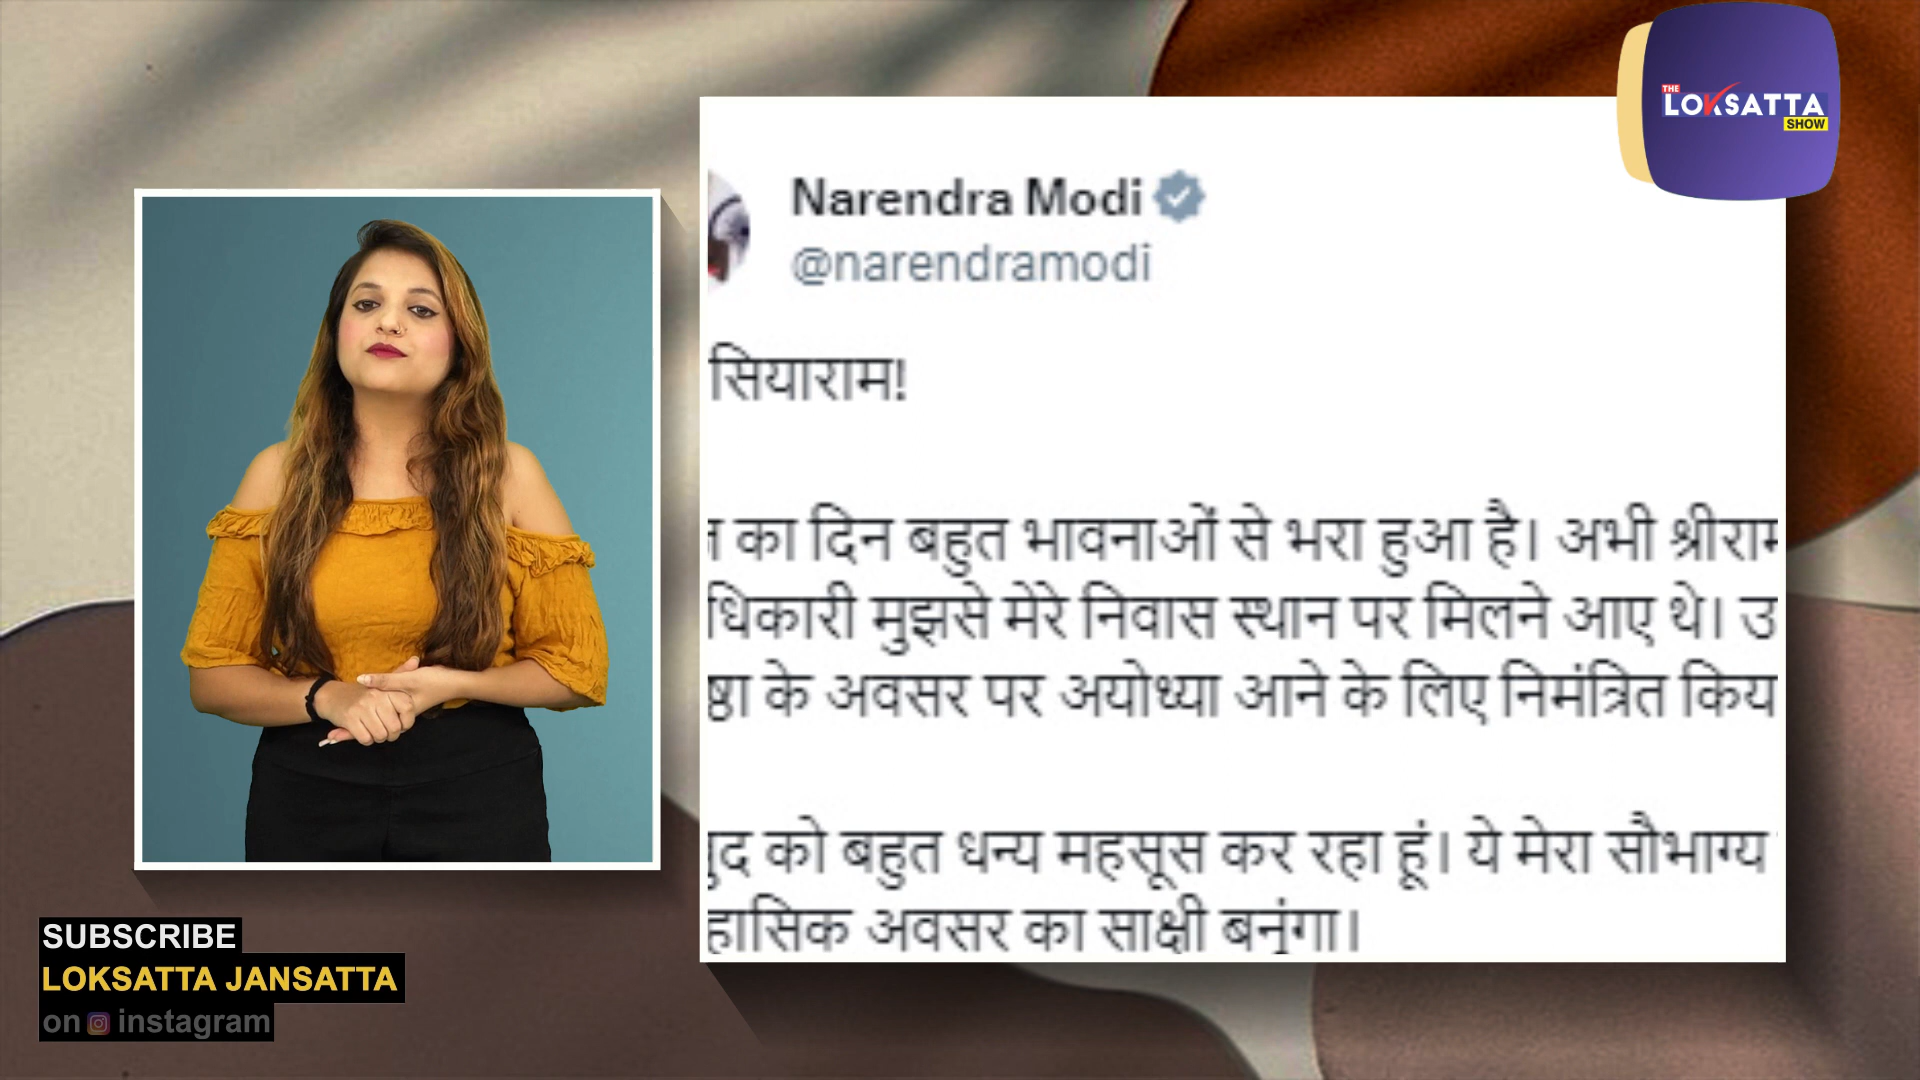 THE
LOKSATTA
SHOW
Narendra Modi
@narendramodi
सियाराम!
का दिन बहुत भावनाओं से भरा हुआ है। अभी श्रीराम
धिकारी मुझसे मेरे निवास स्थान पर मिलने आए थे। उ
ष्ठा के अवसर पर अयोध्या आने के लिए निमंत्रित किय
को बहुत धन्य महसूस कर रहा हूं। ये मेरा सौभाग्य
हासिक अवसर का साक्षी बनूंगा।
SUBSCRIBE
LOKSATTA JANSATTA
on instagram